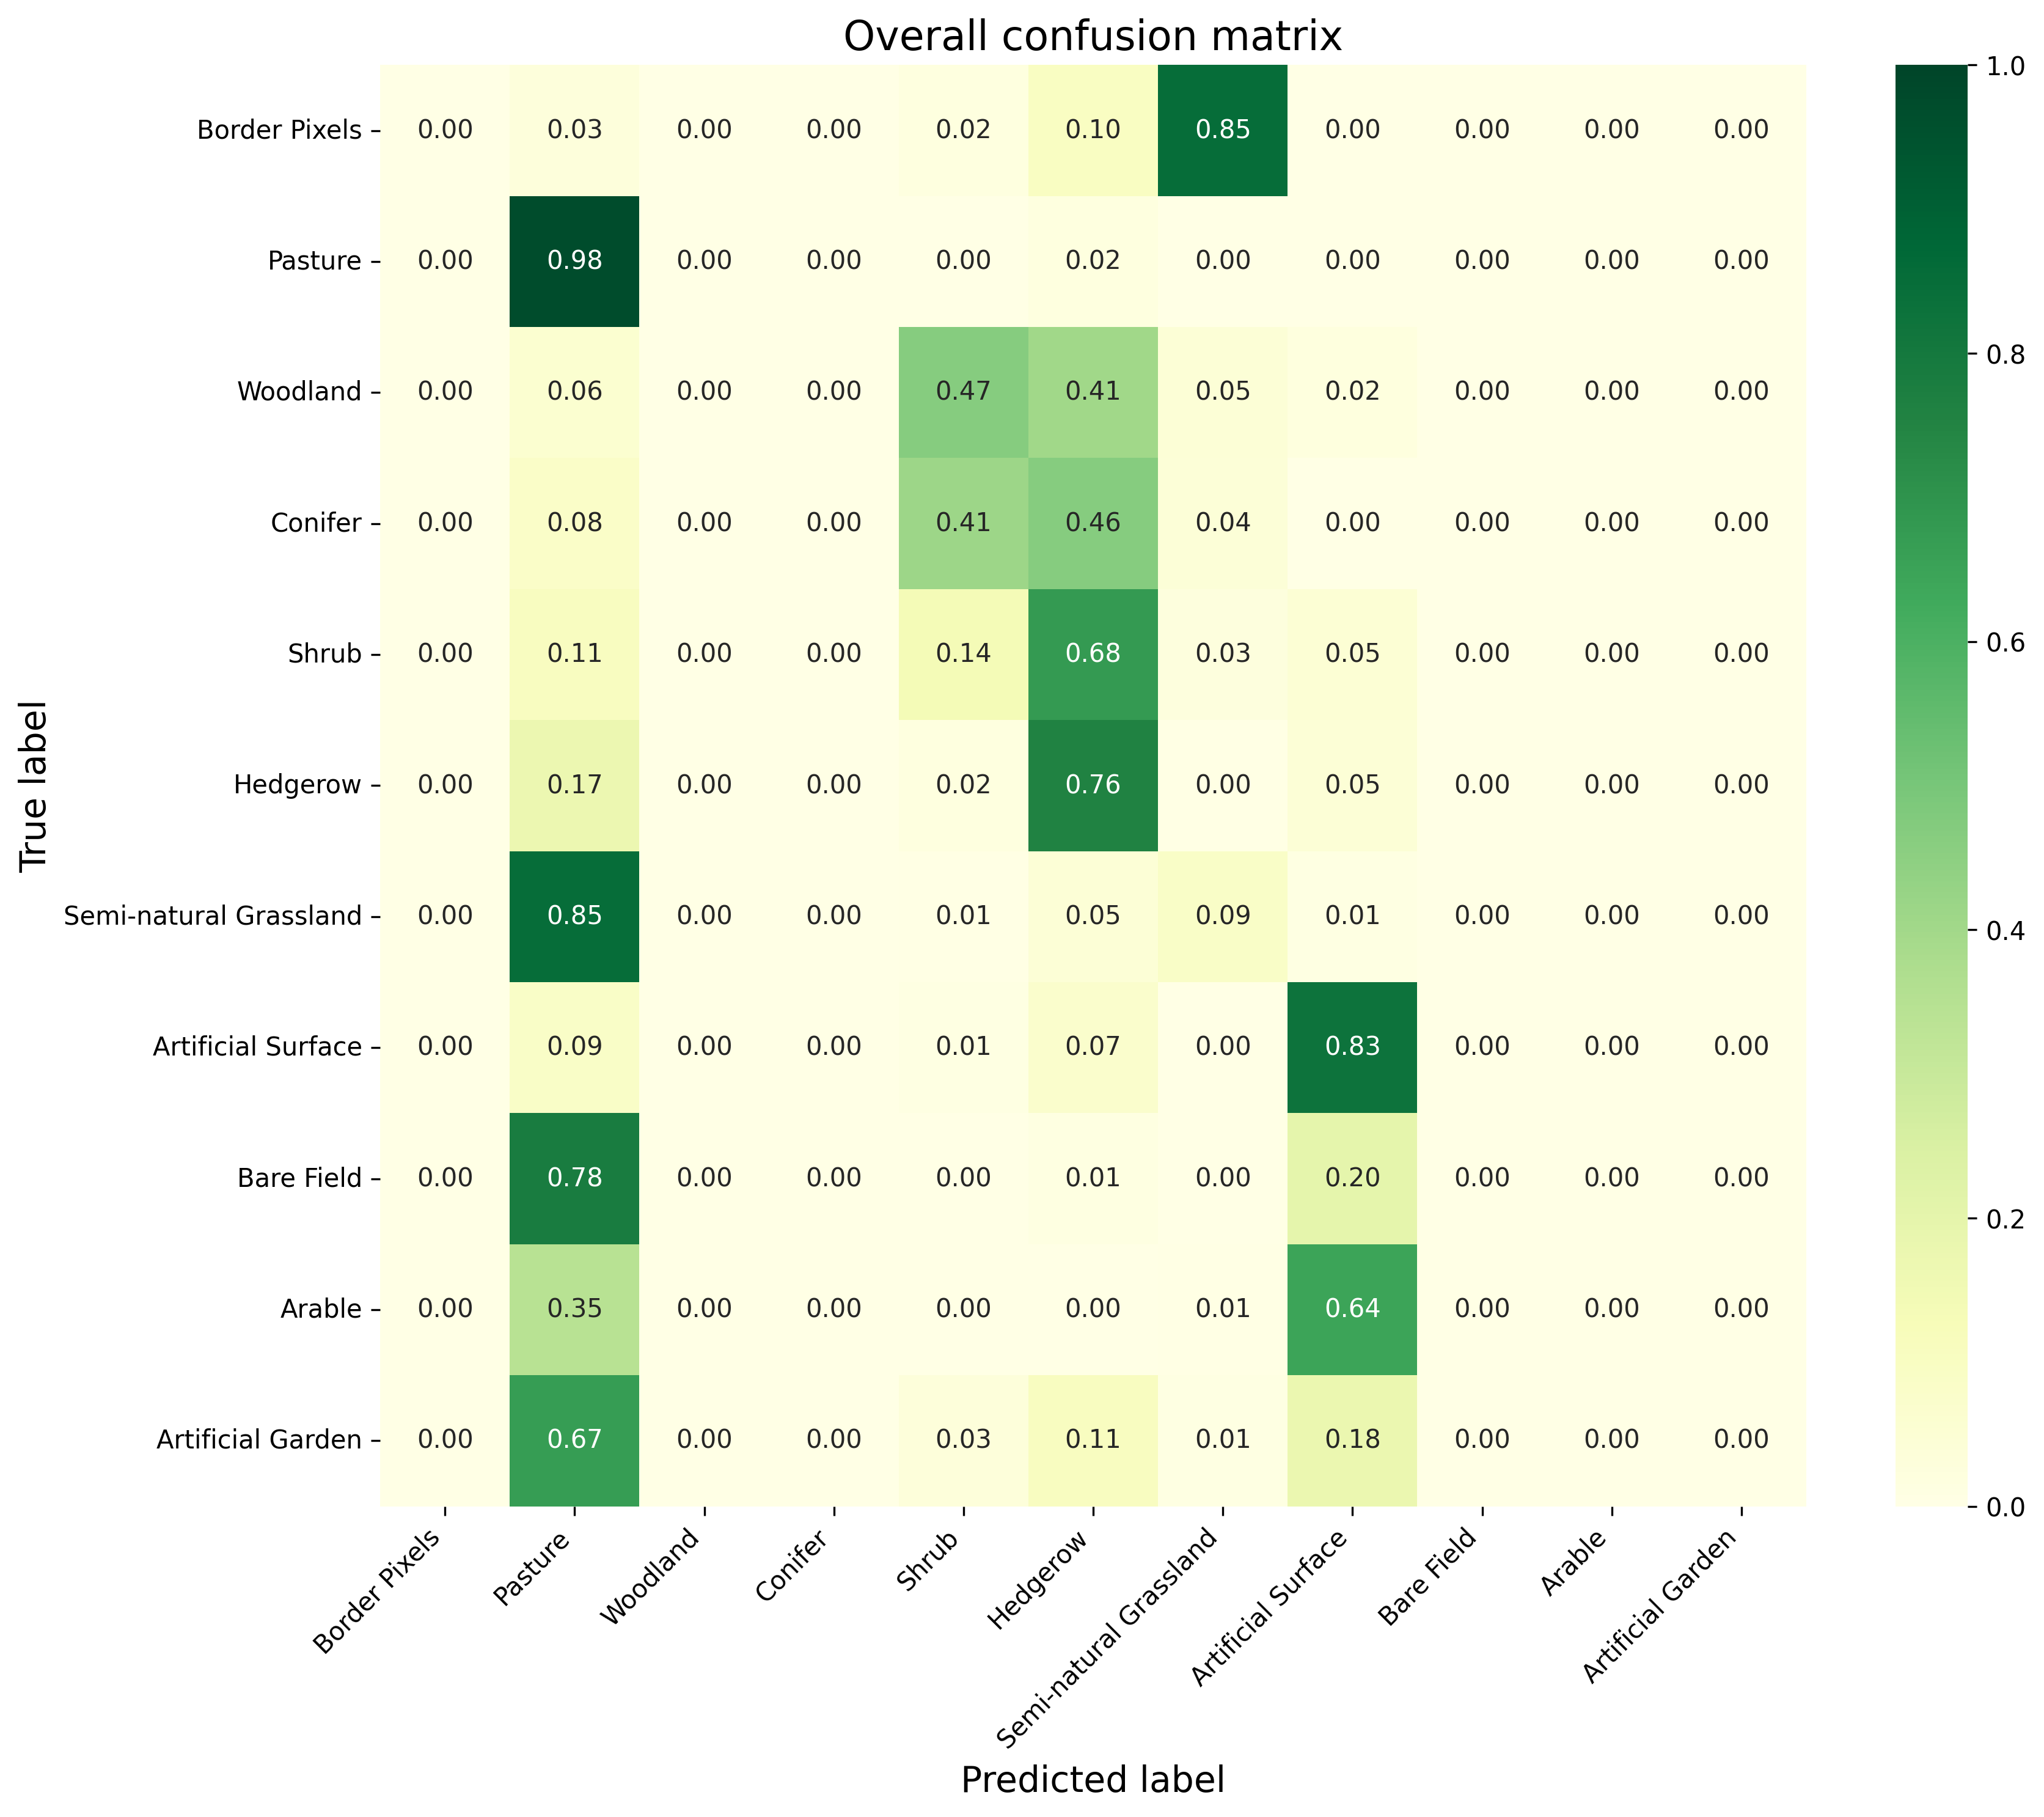 Overall confusion matrix
True label
Border Pixels 0.00 0.03 0.00 0.00 0.02 0.10 0.85 0.00 0.00 0.00 0.00
Pasture 0.00 0.98 0.00 0.00 0.00 0.02 0.00 0.00 0.00 0.00 0.00
Woodland 0.00 0.06 0.00 0.00 0.47 0.41 0.05 0.02 0.00 0.00 0.00
Conifer 0.00 0.08 0.00 0.00 0.41 0.46 0.04 0.00 0.00 0.00 0.00
Shrub 0.00 0.11 0.00 0.00 0.14 0.68 0.03 0.05 0.00 0.00 0.00
Hedgerow 0.00 0.17 0.00 0.00 0.02 0.76 0.00 0.05 0.00 0.00 0.00
Semi-natural Grassland 0.00 0.85 0.00 0.00 0.01 0.05 0.09 0.01 0.00 0.00 0.00
Artificial Surface 0.00 0.09 0.00 0.00 0.01 0.07 0.00 0.83 0.00 0.00 0.00
Bare Field 0.00 0.78 0.00 0.00 0.00 0.01 0.00 0.20 0.00 0.00 0.00
Arable 0.00 0.35 0.00 0.00 0.00 0.00 0.01 0.64 0.00 0.00 0.00
Artificial Garden 0.00 0.67 0.00 0.00 0.03 0.11 0.01 0.18 0.00 0.00 0.00
Border Pixels
Pasture
Woodland
Conifer
Shrub
Hedgerow
Semi-natural Grassland
Artificial Surface
Bare Field
Arable
Artificial Garden
Predicted label
1.0
0.8
0.6
0.4
0.2
0.0